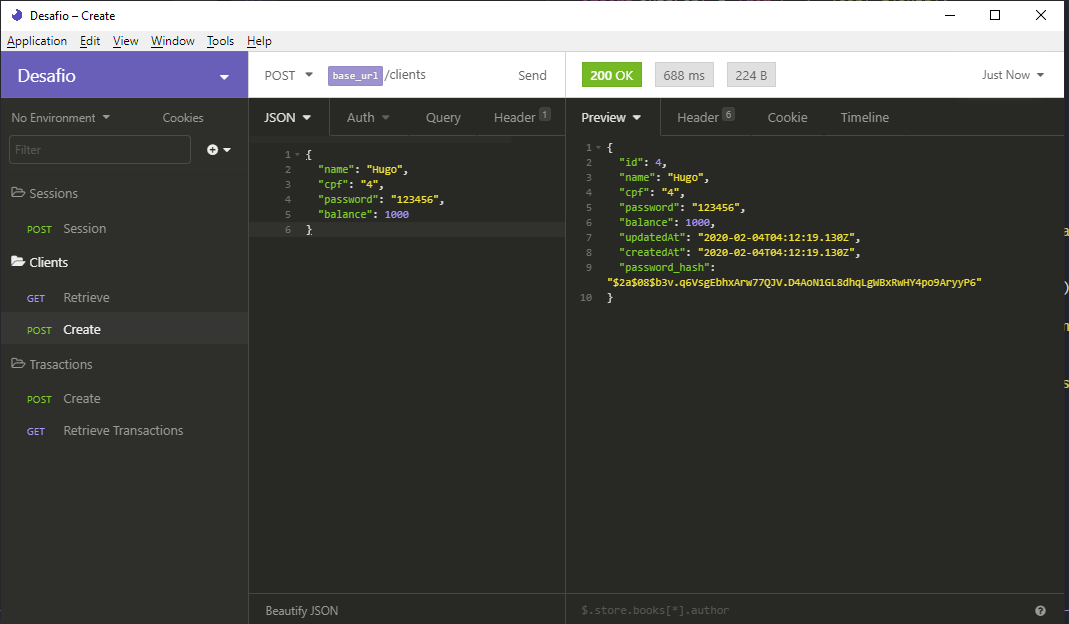 Desafio – Create
Application Edit View Window Tools Help
Desafio
POST base_url/clients Send
200 OK 688 ms 224 B Just Now
No Environment Cookies
JSON Auth Query Header 1
Preview Header 6 Cookie Timeline
Filter
Sessions
POST Session
Clients
GET Retrieve
POST Create
Trasactions
POST Create
GET Retrieve Transactions
1 {
2 "name": "Hugo",
3 "cpf": "4",
4 "password": "123456",
5 "balance": 1000
6 }
1 {
2 "id": 4,
3 "name": "Hugo",
4 "cpf": "4",
5 "password": "123456",
6 "balance": 1000,
7 "updatedAt": "2020-02-04T04:12:19.130Z",
8 "createdAt": "2020-02-04T04:12:19.130Z",
9 "password_hash":
"$2a$08$b3v.q6VsgEbhxArw77QJV.D4AoN1GL8dhqLgWBxRwHY4po9AryyP6"
10 }
Beautify JSON
$.store.books[*].author